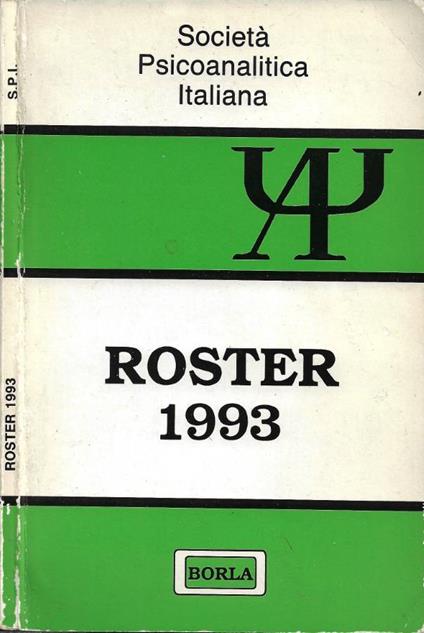 Società
Psicoanalitica
Italiana
ROSTER
1993
BORLA
S.P.I.
ROSTER 1993